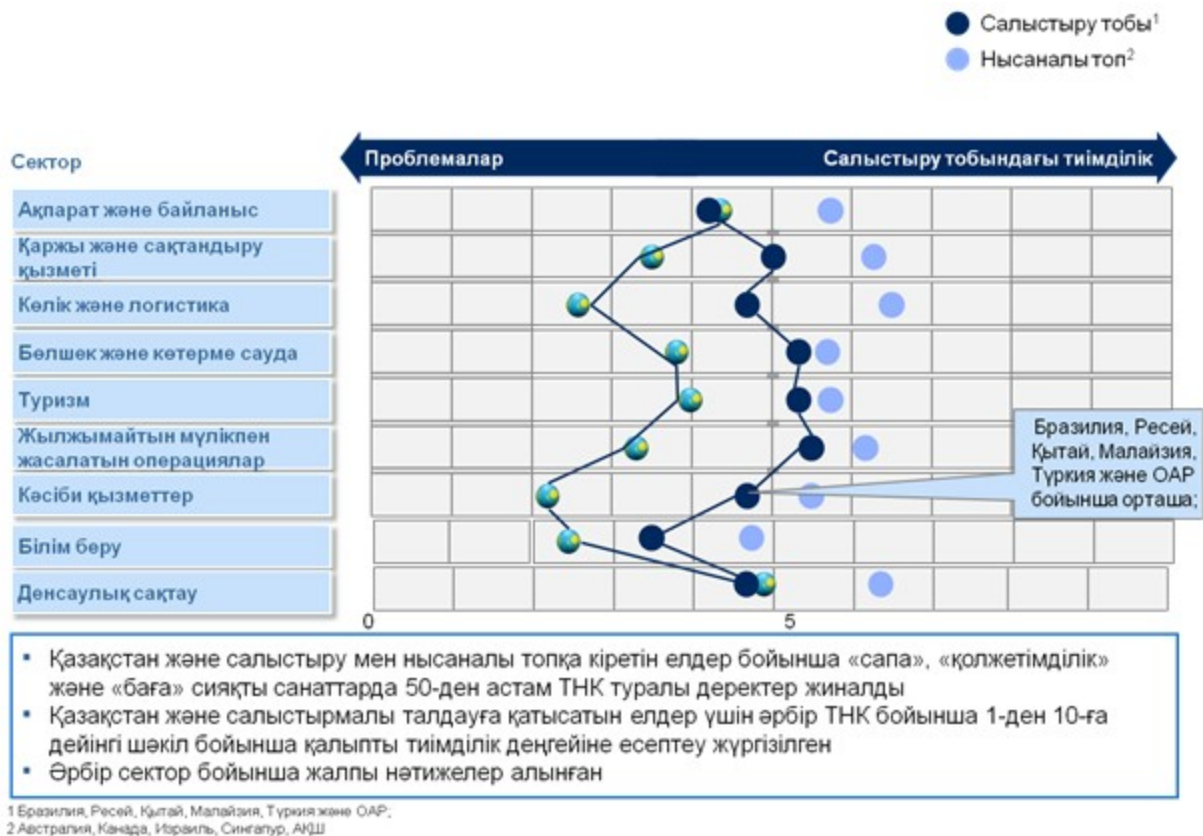 Салыстыру тобы¹
Нысаналы топ²
Сектор
Проблемалар
Салыстыру тобындағы тиімділік
Ақпарат және байланыс
Қаржы және сақтандыру
қызметі
Көлік және логистика
Бөлшек және көтерме сауда
Туризм
Жылжымайтын мүлікпен
жасалатын операциялар
Кәсіби қызметтер
Білім беру
Денсаулық сақтау
Бразилия, Ресей,
Қытай, Малайзия,
Түркия және ОАР
бойынша орташа;
0
5
▪ Қазақстан және салыстыру мен нысаналы топқа кіретін елдер бойынша «сапа», «қолжетімділік»
және «баға» сияқты санаттарда 50-ден астам ТНК туралы деректер жиналды
▪ Қазақстан және салыстырмалы талдауға қатысатын елдер үшін әрбір ТНК бойынша 1-ден 10-ға
дейінгі шәкіл бойынша қалыпты тиімділік деңгейіне есептеу жүргізілген
▪ Әрбір сектор бойынша жалпы нәтижелер алынған
1 Бразилия, Ресей, Қытай, Малайзия, Түркия және ОАР;
2 Австралия, Канада, Израиль, Сингапур, АҚШ